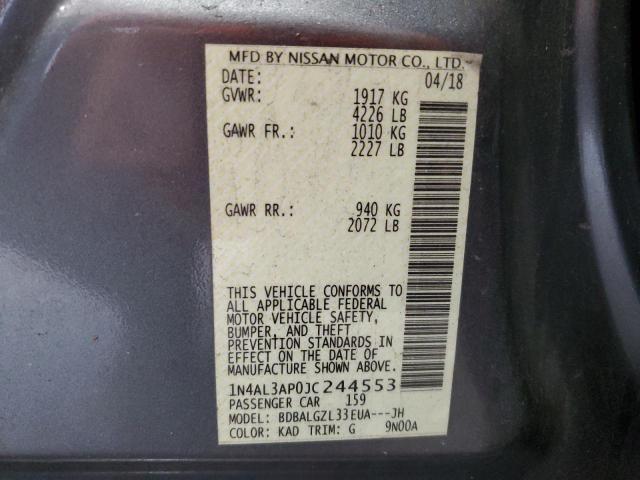 MFD BY NISSAN MOTOR CO., LTD.
DATE: 04/18
GVWR: 1917 KG
4226 LB
GAWR FR.: 1010 KG
2227 LB
GAWR RR.: 940 KG
2072 LB
THIS VEHICLE CONFORMS TO
ALL APPLICABLE FEDERAL
MOTOR VEHICLE SAFETY,
BUMPER, AND THEFT
PREVENTION STANDARDS IN
EFFECT ON THE DATE OF
MANUFACTURE SHOWN ABOVE.
1N4AL3AP0JC244553
PASSENGER CAR 159
MODEL: BDBALGZL33EUA---JH
COLOR: KAD TRIM: G 9N00A